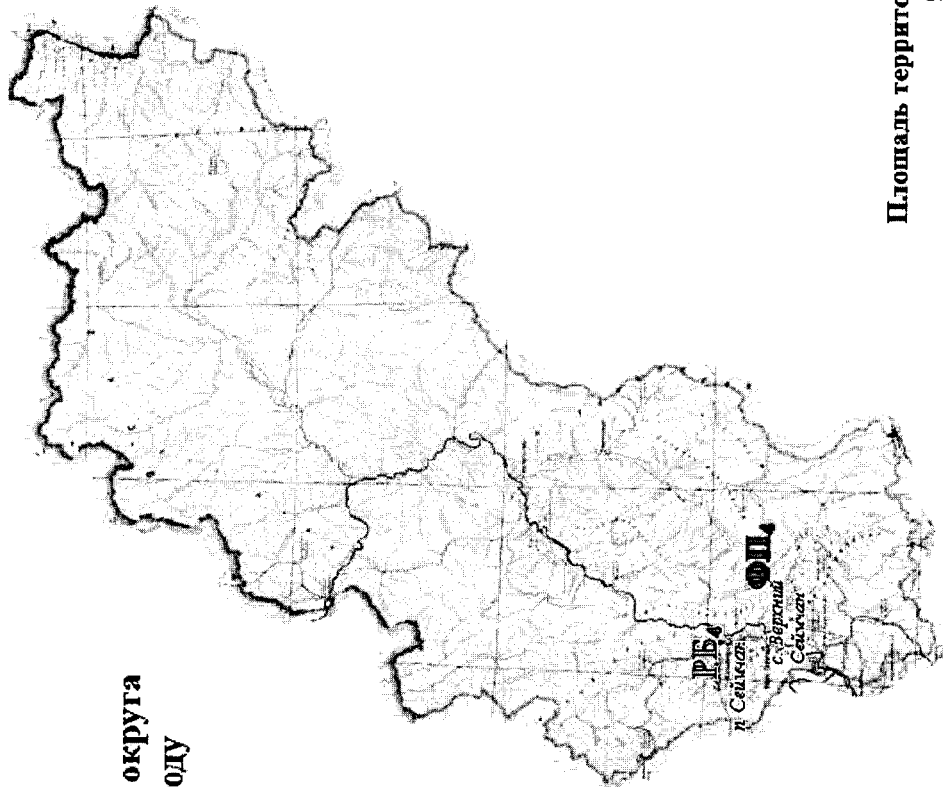 округа
оду
РБ
п. Сеймчан
ФП
с. Верхний
Сеймчан
Площадь террито